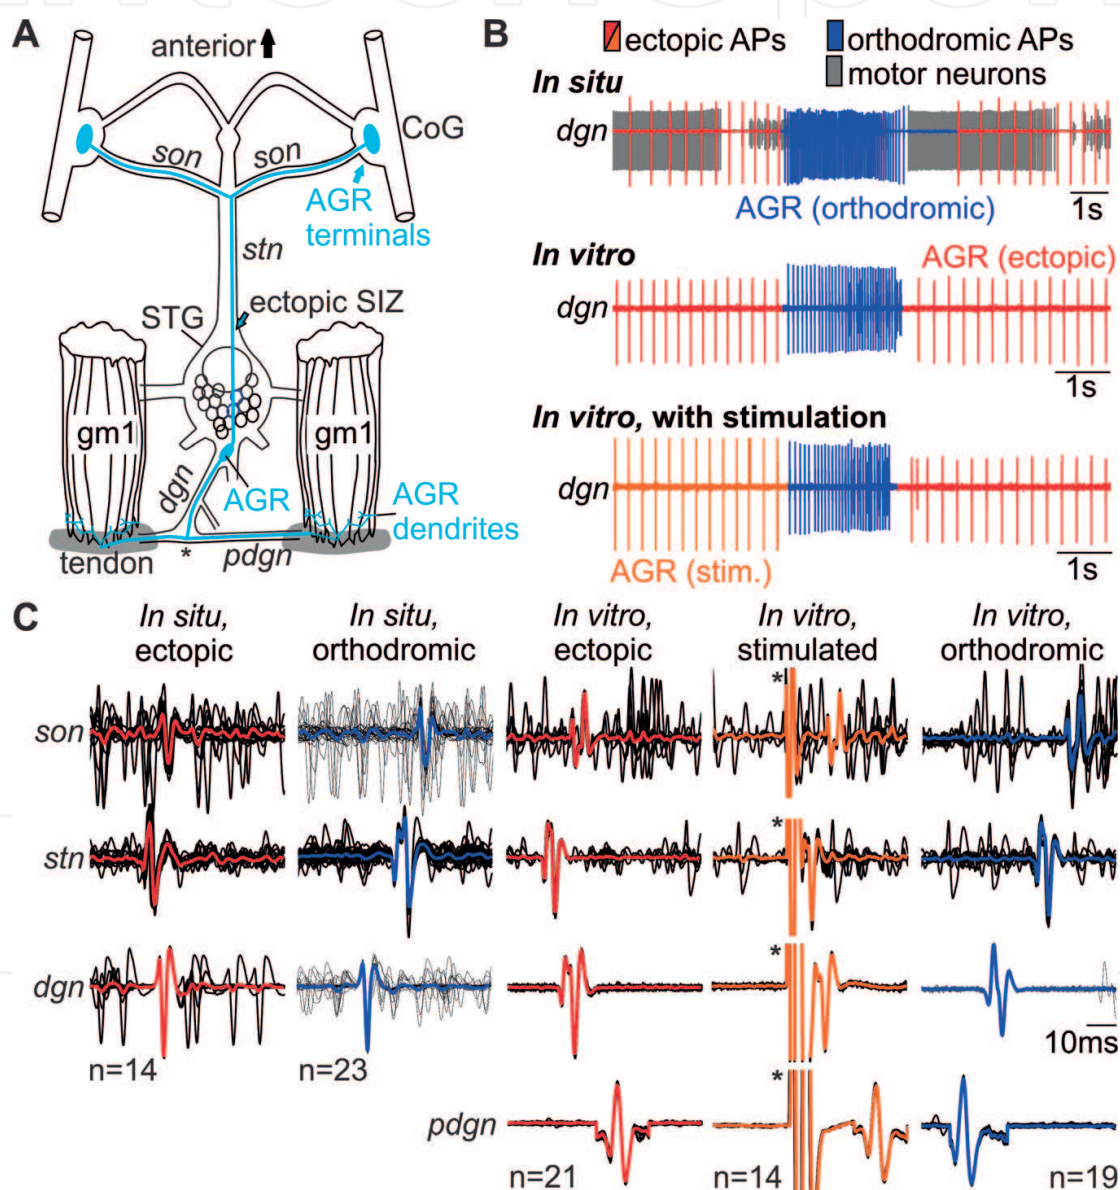 A
anterior
CoG
son
son
AGR
terminals
stn
ectopic SIZ
STG
gm1
gm1
dgn
AGR
AGR
dendrites
tendon
*
pdgn
B
ectopic APs
orthodromic APs
motor neurons
In situ
dgn
AGR (orthodromic)
1s
In vitro
AGR (ectopic)
dgn
1s
In vitro, with stimulation
dgn
AGR (stim.)
1s
C
In situ,
ectopic
In situ,
orthodromic
In vitro,
ectopic
In vitro,
stimulated
In vitro,
orthodromic
son
*
stn
*
dgn
*
10ms
n=14
n=23
pdgn
*
n=21
n=14
n=19